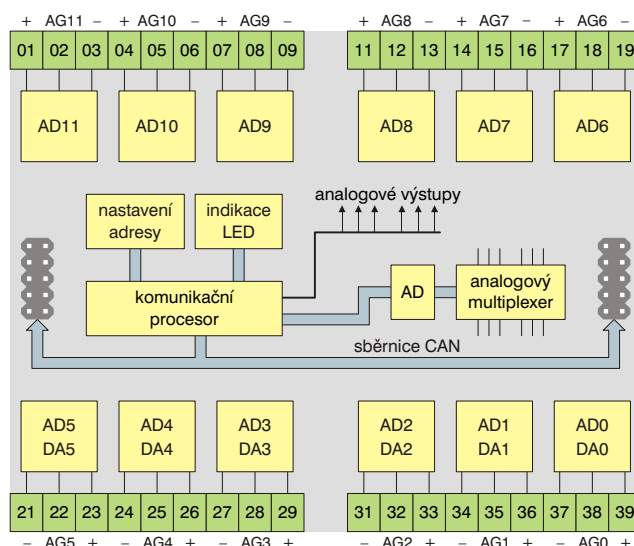 + AG11 − + AG10 − + AG9 − + AG8 − + AG7 − + AG6 −
01 02 03 04 05 06 07 08 09 11 12 13 14 15 16 17 18 19
AD11 AD10 AD9 AD8 AD7 AD6
analogové výstupy
nastavení adresy
indikace LED
komunikační procesor
AD
analogový multiplexer
sběrnice CAN
AD5 AD4 AD3 AD2 AD1 AD0
DA5 DA4 DA3 DA2 DA1 DA0
21 22 23 24 25 26 27 28 29 31 32 33 34 35 36 37 38 39
− AG5 + − AG4 + − AG3 + − AG2 + − AG1 + − AG0 +